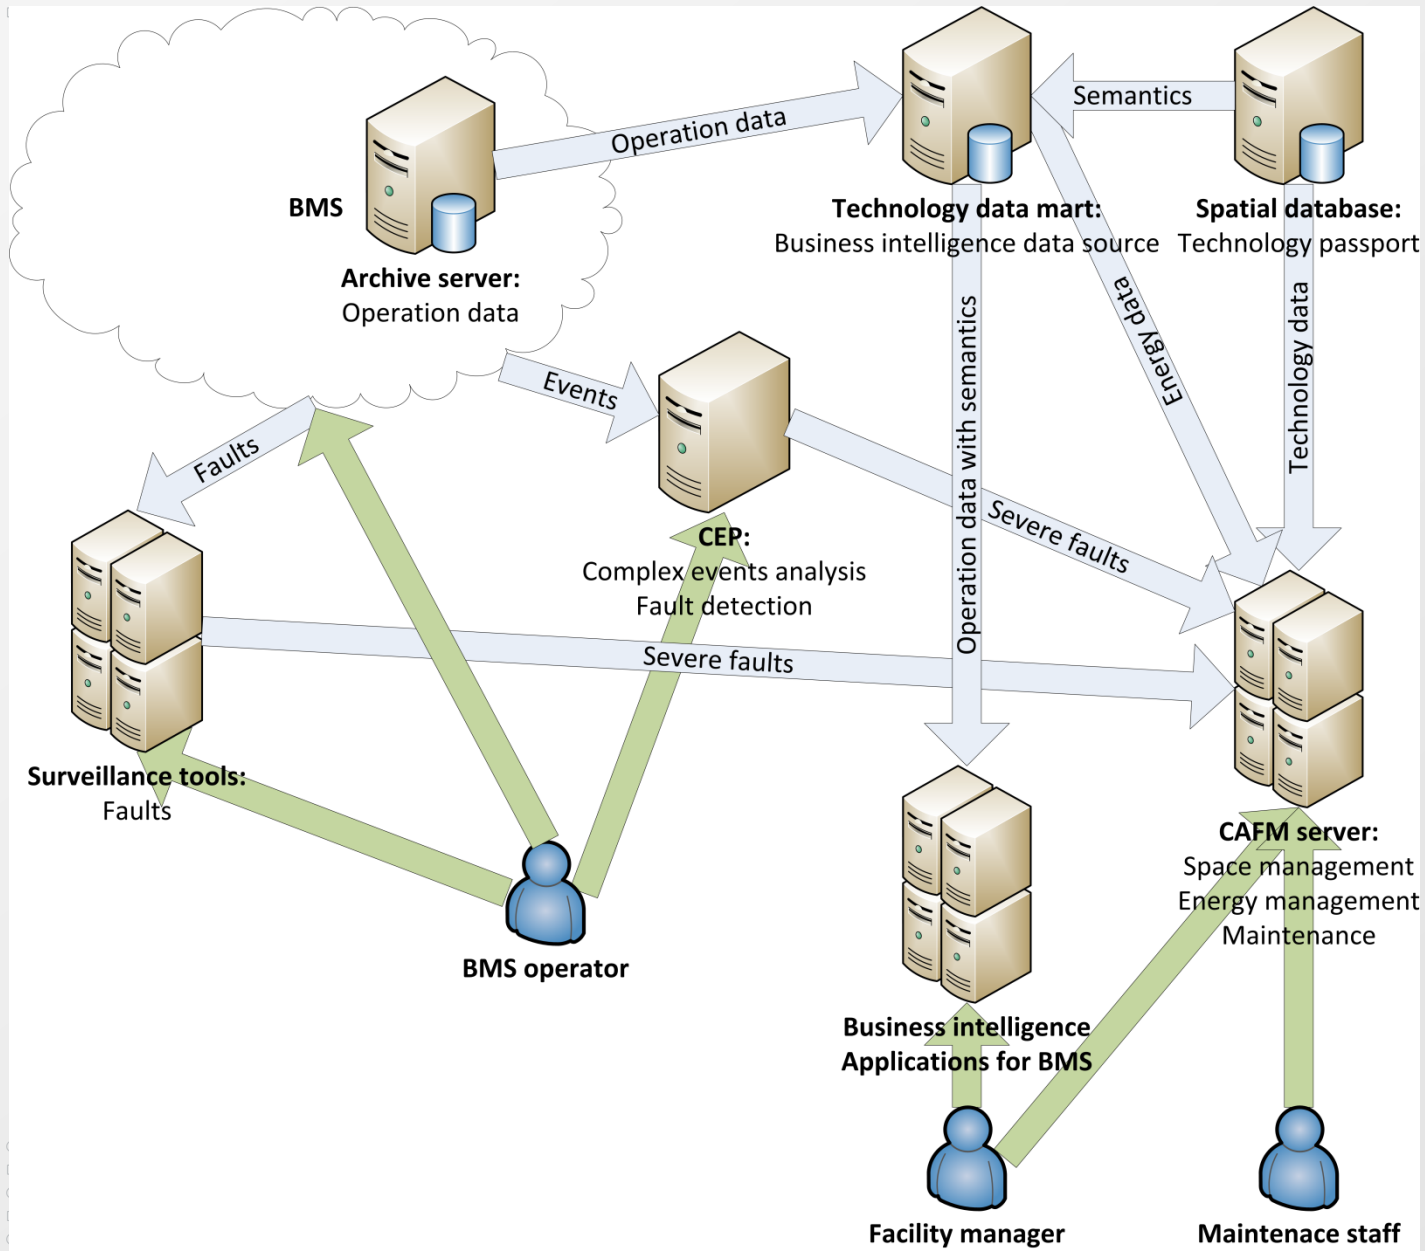 Operation data
Semantics
BMS
Technology data mart:
Business intelligence data source
Spatial database:
Technology passport
Archive server:
Operation data
Events
Faults
Energy data
Technology data
Operation data with semantics
Severe faults
CEP:
Complex events analysis
Fault detection
Severe faults
Surveillance tools:
Faults
CAFM server:
Space management
Energy management
Maintenance
BMS operator
Business intelligence
Applications for BMS
Facility manager
Maintenace staff